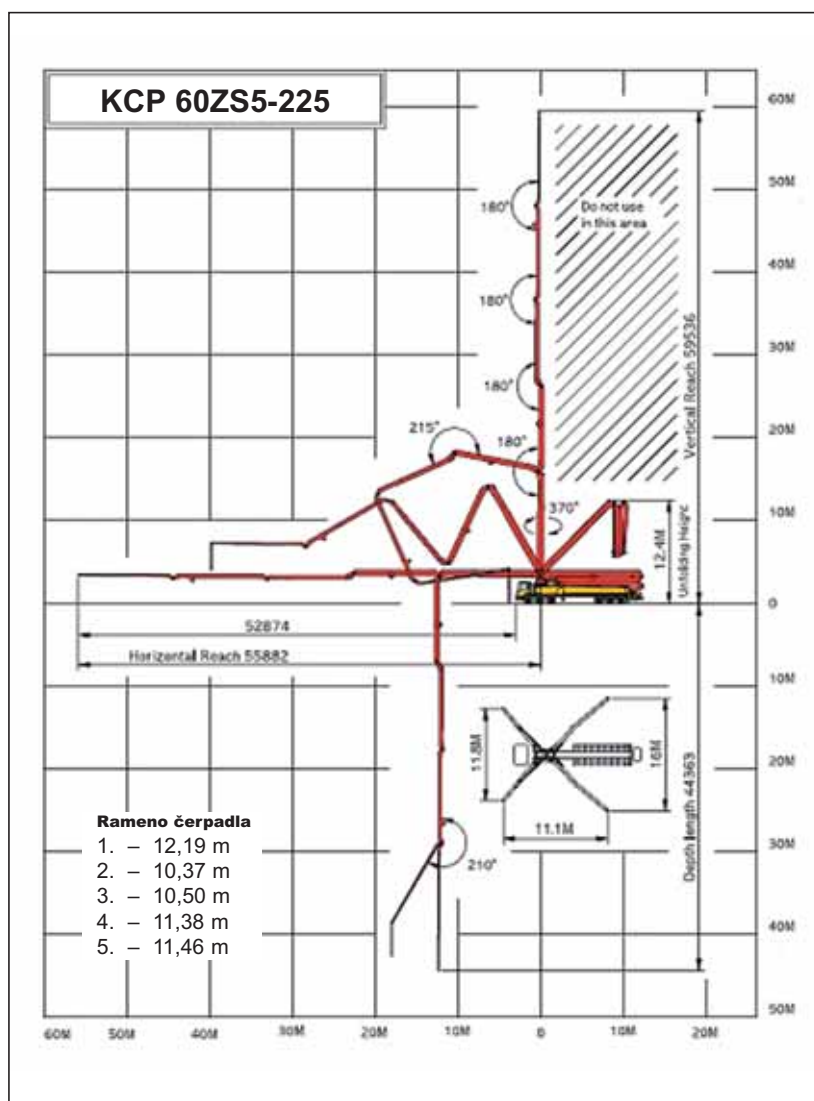 KCP 60ZS5-225
60M
50M
40M
30M
20M
10M
0
10M
20M
30M
40M
50M
Do not use
in this area
Vertical Reach 59536
180°
180°
180°
215°
180°
370°
12.4M
Unfolding Height
52874
Horizontal Reach 55882
11.8M
16M
11.1M
Depth length 44363
210°
Rameno čerpadla
1. – 12,19 m
2. – 10,37 m
3. – 10,50 m
4. – 11,38 m
5. – 11,46 m
60M 50M 40M 30M 20M 10M 0 10M 20M